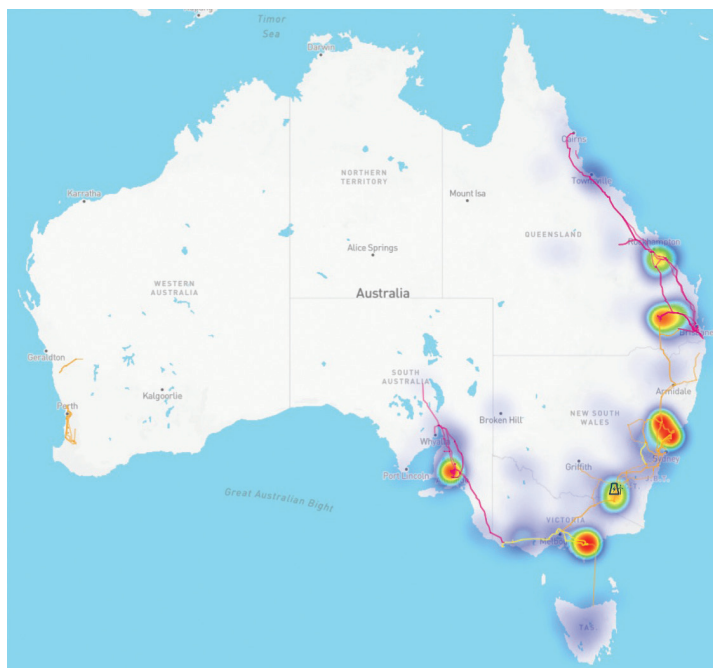 Timor
Sea
Darwin
Cairns
Karratha
NORTHERN
TERRITORY
Mount Isa
Townsville
QUEENSLAND
Rockhampton
Alice Springs
WESTERN
AUSTRALIA
Australia
Geraldton
Kalgoorlie
Perth
SOUTH
AUSTRALIA
Broken Hill
Armidale
NEW SOUTH
WALES
Port Lincoln
Griffith
Sydney
Great Australian Bight
VICTORIA
TAS.